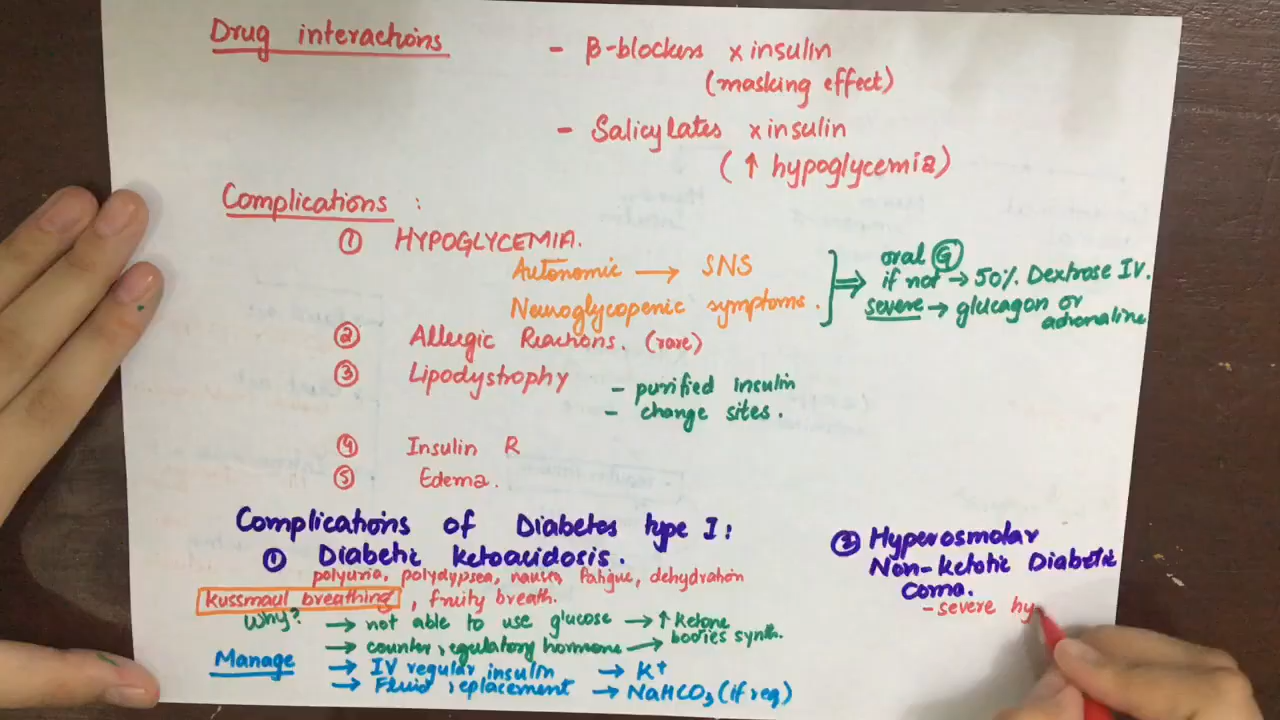 Drug interactions
- β-blockers x insulin
(masking effect)
- Salicylates x insulin
(↑ hypoglycemia)
Complications :
① HYPOGLYCEMIA.
Autonomic → SNS
Neuroglycopenic symptoms.
oral G
if not → 50% Dextrose IV.
severe → glucagon or
adrenaline
② Allergic Reactions. (rare)
③ Lipodystrophy
- purified insulin
- change sites.
④ Insulin R
⑤ Edema.
Complications of Diabetes type I:
① Diabetic ketoacidosis.
polyuria, polydypsea, nausea, fatigue, dehydration
Kussmaul breathing, fruity breath.
Why? → not able to use glucose → ↑ ketone
bodies synth.
→ counter regulatory hormone →
Manage → IV regular insulin → K+
→ Fluid replacement → NaHCO3 (if req)
② Hyperosmolar
Non-ketotic Diabetic
Coma.
- severe hy